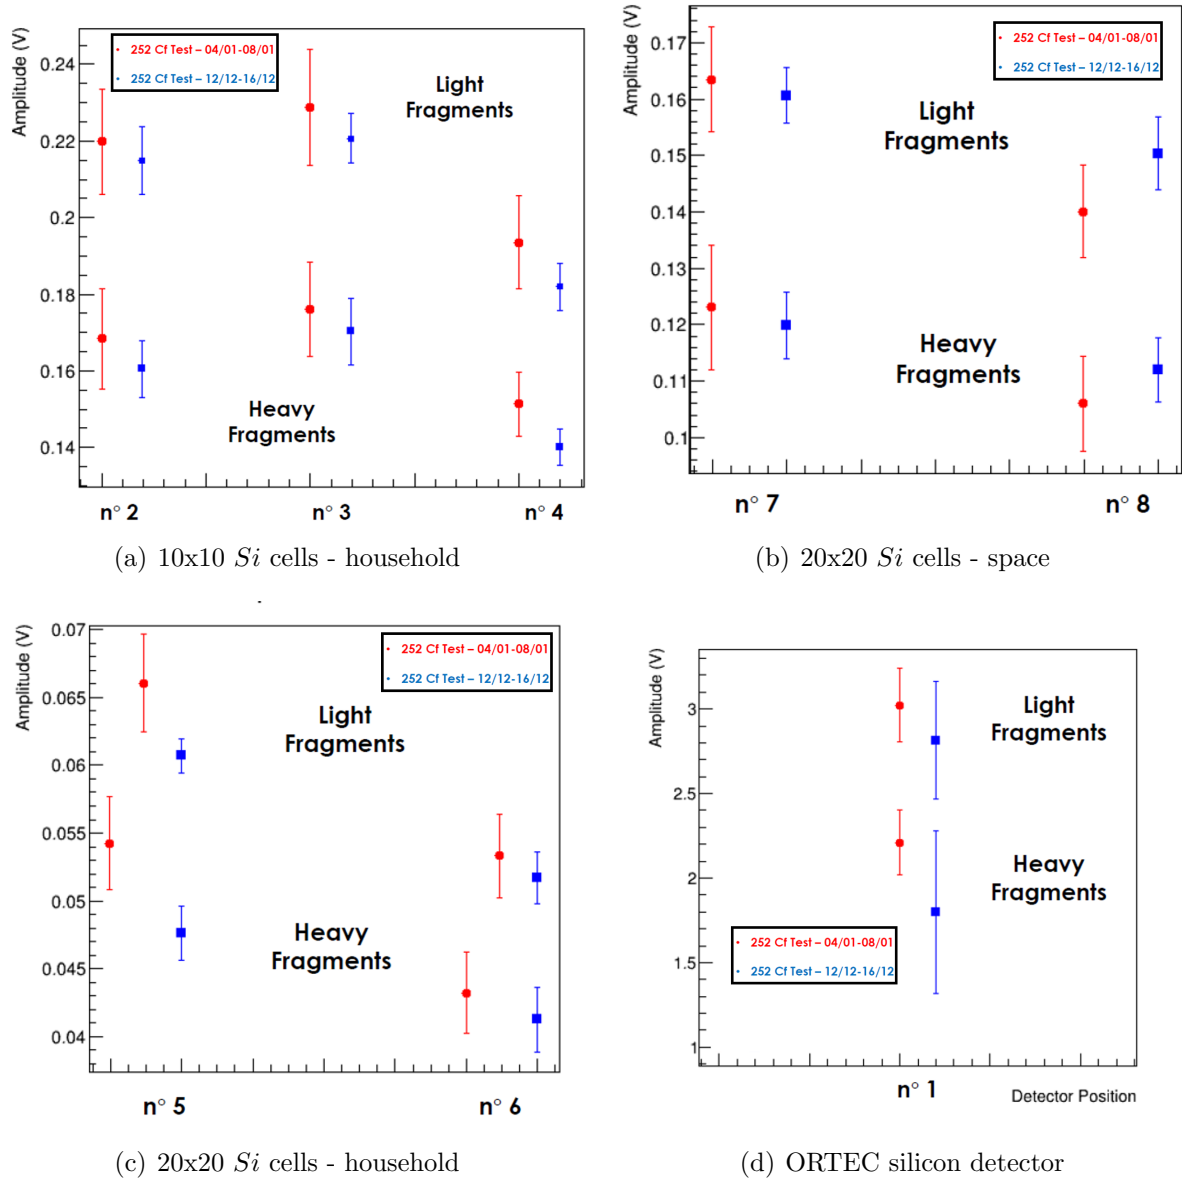 Amplitude (V)
252 Cf Test – 04/01-08/01
252 Cf Test – 12/12-16/12
0.24
0.22
0.2
0.18
0.16
0.14
Light
Fragments
Heavy
Fragments
n° 2 n° 3 n° 4
(a) 10x10 Si cells - household
Amplitude (V)
252 Cf Test – 04/01-08/01
252 Cf Test – 12/12-16/12
0.17
0.16
0.15
0.14
0.13
0.12
0.11
0.1
Light
Fragments
Heavy
Fragments
n° 7 n° 8
(b) 20x20 Si cells - space
Amplitude (V)
252 Cf Test – 04/01-08/01
252 Cf Test – 12/12-16/12
0.07
0.065
0.06
0.055
0.05
0.045
0.04
Light
Fragments
Heavy
Fragments
n° 5 n° 6
(c) 20x20 Si cells - household
Amplitude (V)
3
2.5
2
1.5
1
Light
Fragments
Heavy
Fragments
252 Cf Test – 04/01-08/01
252 Cf Test – 12/12-16/12
n° 1
Detector Position
(d) ORTEC silicon detector